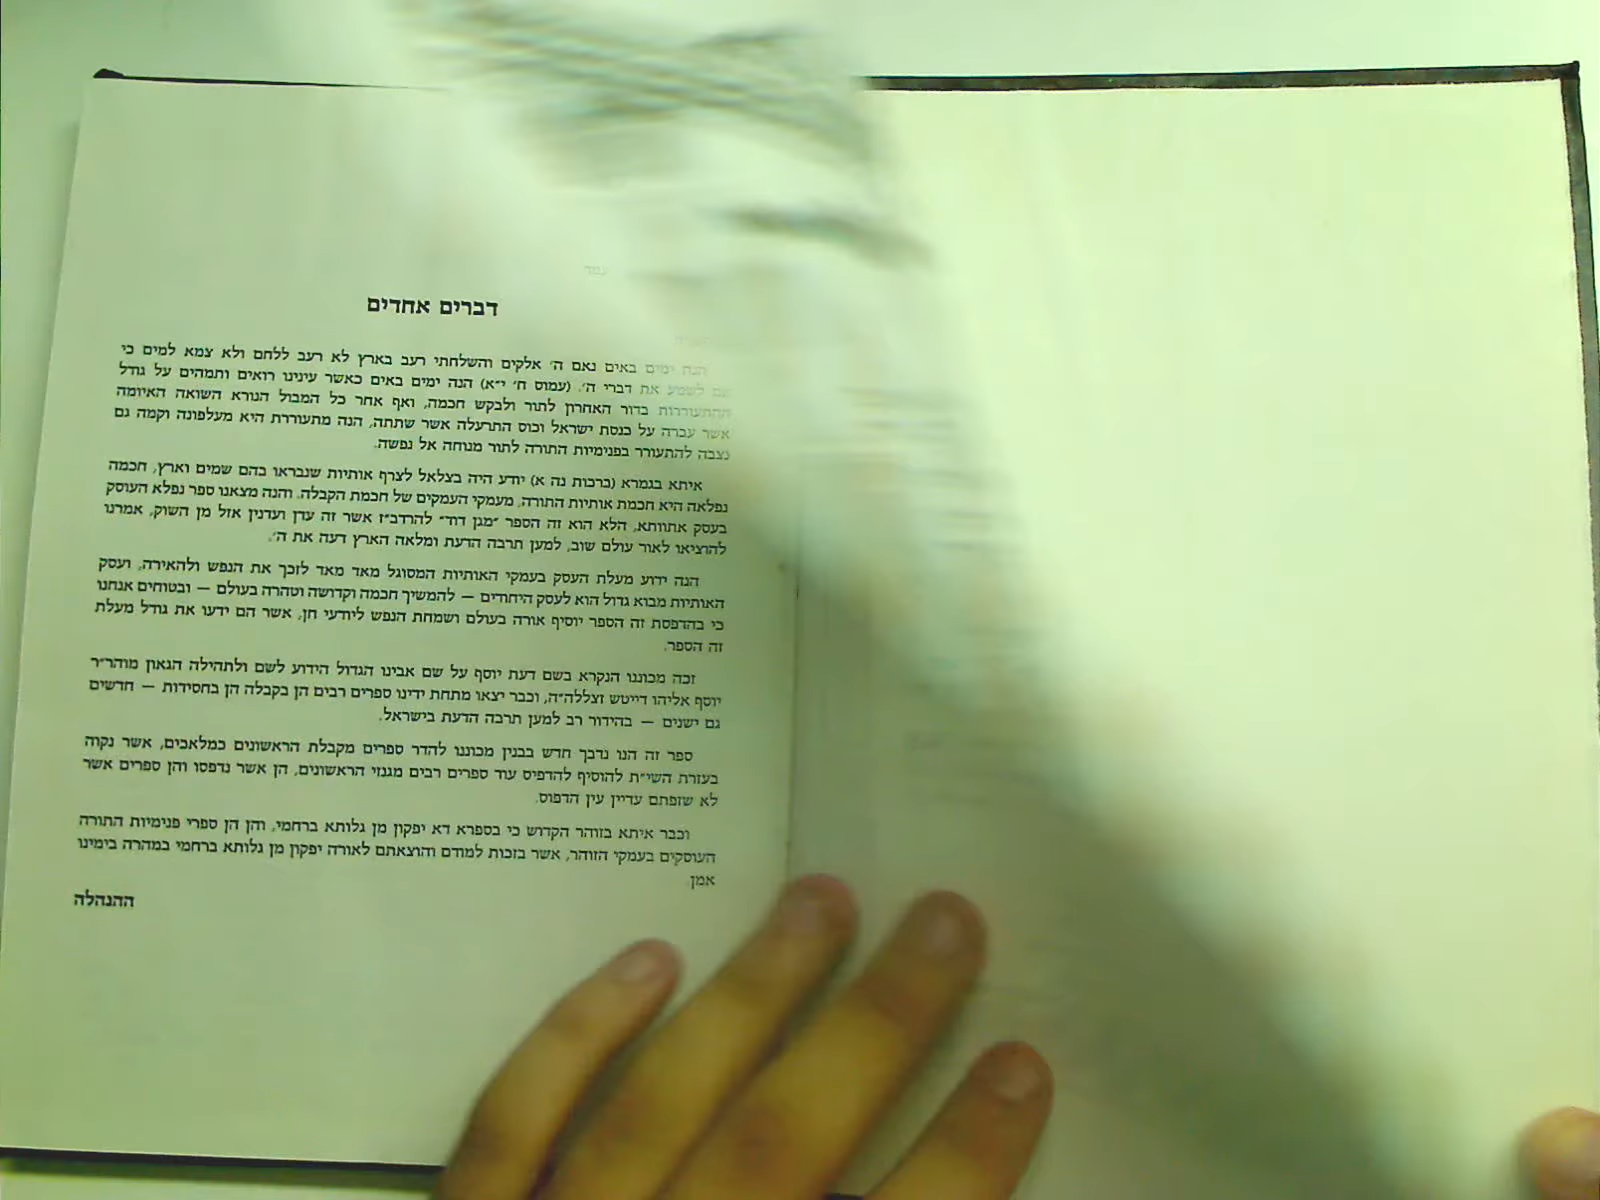 עמד
דברים אחדים
הנה ימים באים נאם ה׳ אלקים והשלחתי רעב בארץ לא רעב ללחם ולא צמא למים כי
לשמע את דברי ה׳. (עמוס ח׳ י״א) הנה ימים באים כאשר עינינו רואים ותמהים על גודל
ההתעוררות בדור האחרון לתור ולבקש חכמה, ואף אחר כל המבול הנורא השואה האיומה
אשר עברה על כנסת ישראל וכוס התרעלה אשר שתתה, הנה מתעוררת היא מעלפונה וקמה גם
נצבה להתעורר בפנימיות התורה לתור מנוחה אל נפשה.
איתא בגמרא (ברכות נה א) יודע היה בצלאל לצרף אותיות שנבראו בהם שמים וארץ, חכמה
נפלאה היא חכמת אותיות התורה, מעמקי העמקים של חכמת הקבלה. והנה מצאנו ספר נפלא העוסק
בעסק אתוותא, הלא הוא זה הספר ״מגן דוד״ להרדב״ז אשר זה עדן ועדנין אזל מן השוק, אמרנו
להוציאו לאור עולם שוב, למען תרבה הדעת ומלאה הארץ דעה את ה׳.
הנה ידוע מעלת העסק בעמקי האותיות המסוגל מאד מאד לזכך את הנפש ולהאירה, ועסק
האותיות מבוא גדול הוא לעסק היחודים — להמשיך חכמה וקדושה וטהרה בעולם — ובטוחים אנחנו
כי בהדפסת זה הספר יוסיף אורה בעולם ושמחת הנפש ליודעי חן, אשר הם ידעו את גודל מעלת
זה הספר.
זכה מכוננו הנקרא בשם דעת יוסף על שם אבינו הגדול הידוע לשם ולתהילה הגאון מוהר״ר
יוסף אליהו דייטש זצללה״ה, וכבר יצאו מתחת ידינו ספרים רבים הן בקבלה הן בחסידות — חדשים
גם ישנים — בהידור רב למען תרבה הדעת בישראל.
ספר זה הנו נדבך חדש בבנין מכוננו להדר ספרים מקבלת הראשונים כמלאכים, אשר נקוה
בעזרת השי״ת להוסיף להדפיס עוד ספרים רבים מגנזי הראשונים, הן אשר נדפסו והן ספרים אשר
לא שזפתם עדיין עין הדפוס.
וכבר איתא בזוהר הקדוש כי בספרא דא יפקון מן גלותא ברחמי, והן הן ספרי פנימיות התורה
העוסקים בעמקי הזוהר, אשר בזכות למודם והוצאתם לאורה יפקון מן גלותא ברחמי במהרה בימינו
אמן.
ההנהלה